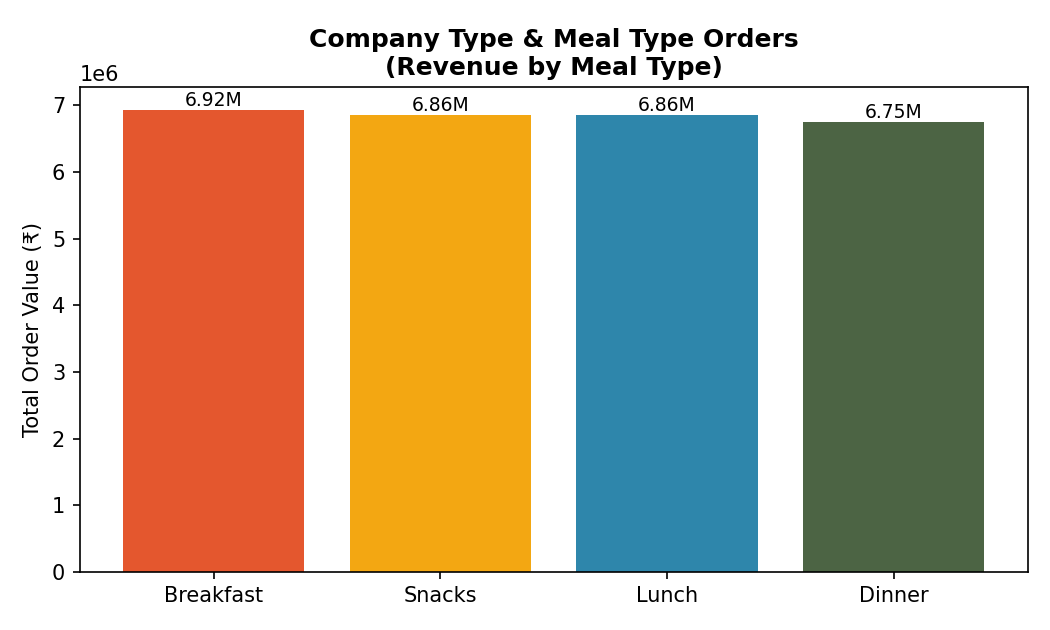 Company Type & Meal Type Orders
(Revenue by Meal Type)
1e6
Total Order Value (₹)
7
6
5
4
3
2
1
0
6.92M
6.86M
6.86M
6.75M
Breakfast
Snacks
Lunch
Dinner